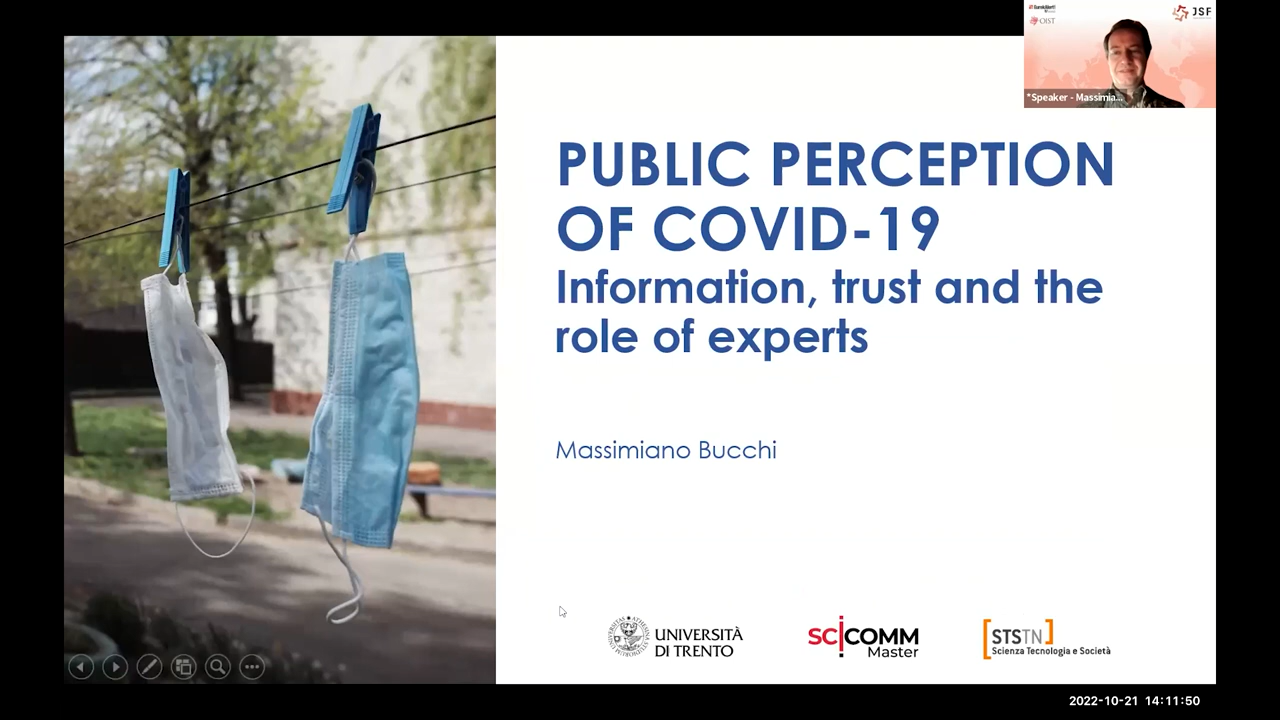 EurekAlert!
OIST
JSF
*Speaker - Massimia...
PUBLIC PERCEPTION
OF COVID-19
Information, trust and the
role of experts
Massimiano Bucchi
UNIVERSITÀ
DI TRENTO
SCICOMM
Master
STSTN
Scienza Tecnologia e Società
2022-10-21 14:11:50